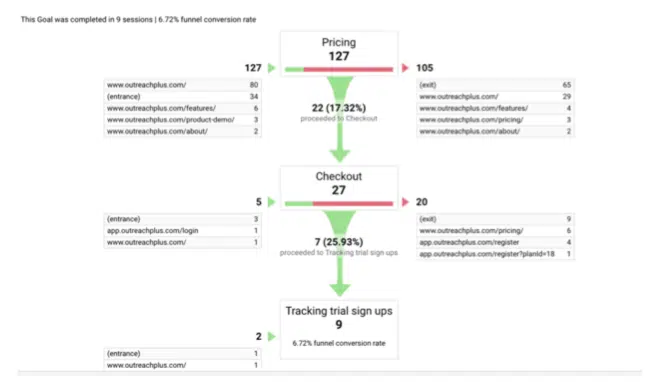 This Goal was completed in 9 sessions | 6.72% funnel conversion rate
Pricing
127
127
www.outreachplus.com/ 80
(entrance) 34
www.outreachplus.com/features/ 6
www.outreachplus.com/product-demo/ 3
www.outreachplus.com/about/ 2
105
(exit) 65
www.outreachplus.com/ 29
www.outreachplus.com/features/ 4
www.outreachplus.com/pricing/ 3
www.outreachplus.com/about/ 2
22 (17.32%)
proceeded to Checkout
Checkout
27
5
(entrance) 3
app.outreachplus.com/login 1
www.outreachplus.com/ 1
20
(exit) 9
www.outreachplus.com/pricing/ 6
app.outreachplus.com/register 4
app.outreachplus.com/register?planId=18 1
7 (25.93%)
proceeded to Tracking trial sign ups
Tracking trial sign ups
9
6.72% funnel conversion rate
2
(entrance) 1
www.outreachplus.com/ 1